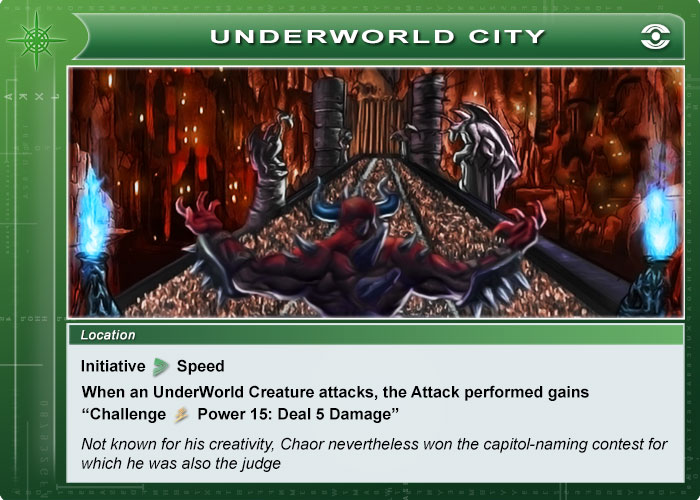 UNDERWORLD CITY
Location
Initiative Speed
When an UnderWorld Creature attacks, the Attack performed gains
“Challenge Power 15: Deal 5 Damage”
Not known for his creativity, Chaor nevertheless won the capitol-naming contest for
which he was also the judge